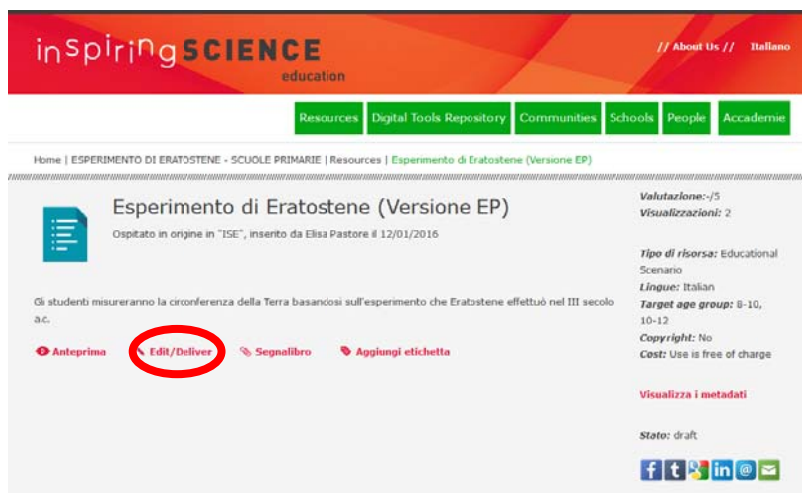 inspiring SCIENCE
education
// About Us // Italiano
Resources Digital Tools Repository Communities Schools People Accademie
Home | ESPERIMENTO DI ERATOSTENE - SCUOLE PRIMARIE | Resources | Esperimento di Eratostene (Versione EP)
Esperimento di Eratostene (Versione EP)
Ospitato in origine in "ISE", inserito da Elisa Pastore il 12/01/2016
Gli studenti misureranno la circonferenza della Terra basandosi sull'esperimento che Eratostene effettuò nel III secolo
a.c.
Anteprima Edit/Deliver Segnalibro Aggiungi etichetta
Valutazione:-/5
Visualizzazioni: 2
Tipo di risorsa: Educational
Scenario
Lingue: Italian
Target age group: 8-10,
10-12
Copyright: No
Cost: Use is free of charge
Visualizza i metadati
Stato: draft